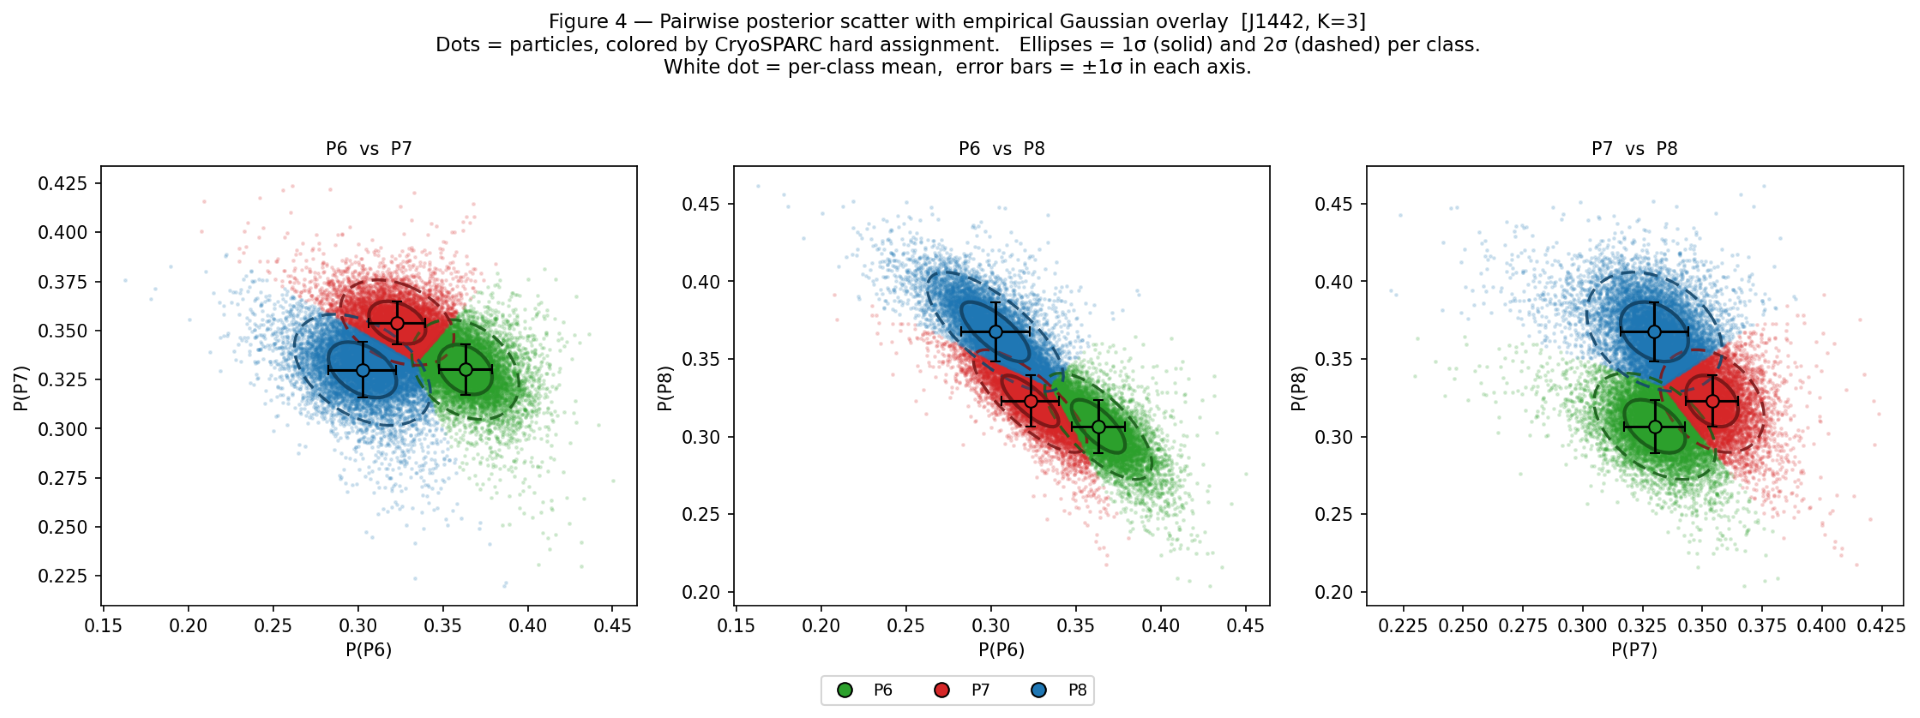 Figure 4 — Pairwise posterior scatter with empirical Gaussian overlay  [J1442, K=3]
Dots = particles, colored by CryoSPARC hard assignment.   Ellipses = 1σ (solid) and 2σ (dashed) per class.
White dot = per-class mean,  error bars = ±1σ in each axis.
P6 vs P7
0.425
0.400
0.375
0.350
0.325
0.300
0.275
0.250
0.225
P(P7)
0.15 0.20 0.25 0.30 0.35 0.40 0.45
P(P6)
P6 vs P8
0.45
0.40
0.35
0.30
0.25
0.20
P(P8)
0.15 0.20 0.25 0.30 0.35 0.40 0.45
P(P6)
P7 vs P8
0.45
0.40
0.35
0.30
0.25
0.20
P(P8)
0.225 0.250 0.275 0.300 0.325 0.350 0.375 0.400 0.425
P(P7)
P6 P7 P8